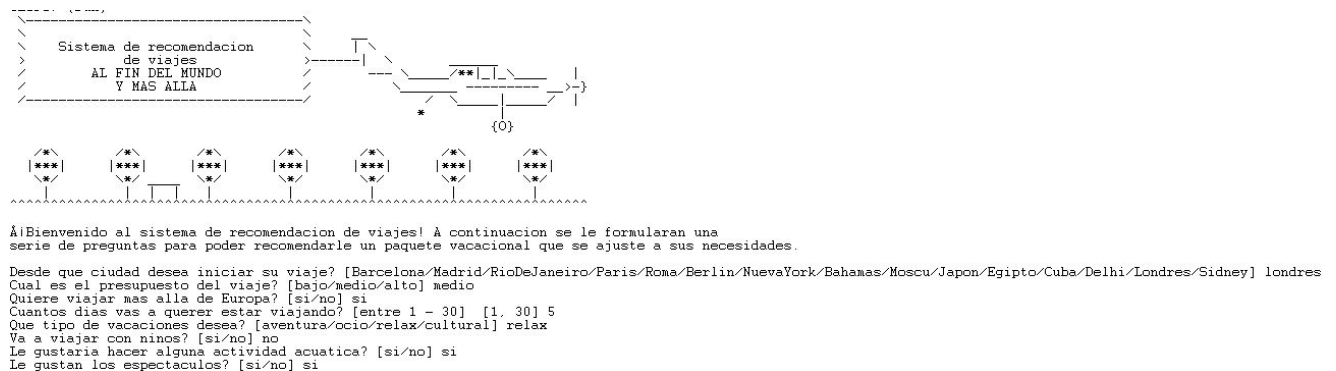 Sistema de recomendacion
de viajes
AL FIN DEL MUNDO
Y MAS ALLA
Å¡Bienvenido al sistema de recomendacion de viajes! A continuacion se le formularan una
serie de preguntas para poder recomendarle un paquete vacacional que se ajuste a sus necesidades.
Desde que ciudad desea iniciar su viaje? [Barcelona/Madrid/RioDeJaneiro/Paris/Roma/Berlin/NuevaYork/Bahamas/Moscu/Japon/Egipto/Cuba/Delhi/Londres/Sidney] londres
Cual es el presupuesto del viaje? [bajo/medio/alto] medio
Quiere viajar mas alla de Europa? [si/no] si
Cuantos dias vas a querer estar viajando? [entre 1 - 30]  [1, 30] 5
Que tipo de vacaciones desea? [aventura/ocio/relax/cultural] relax
Va a viajar con ninos? [si/no] no
Le gustaria hacer alguna actividad acuatica? [si/no] si
Le gustan los espectaculos? [si/no] si